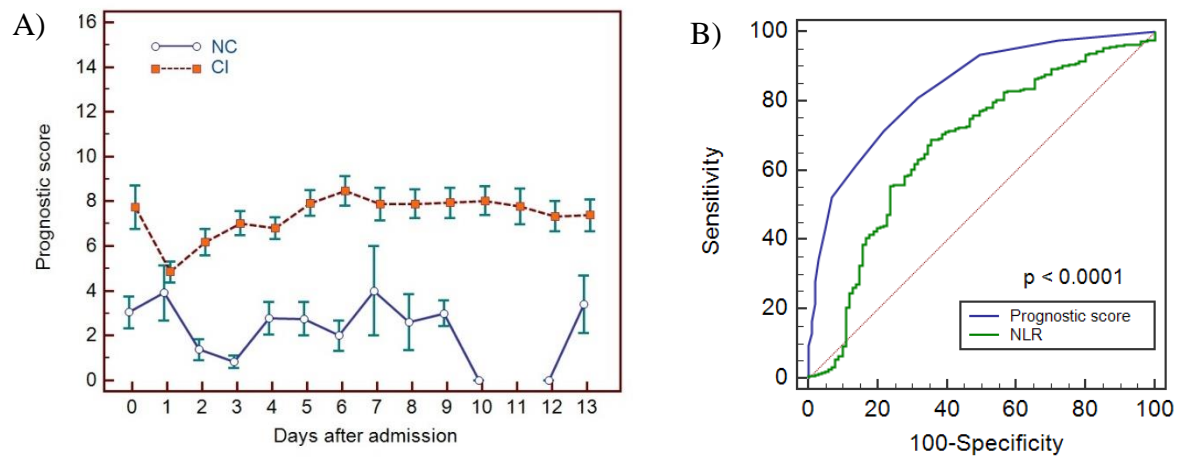 A)
Prognostic score
16
14
12
10
8
6
4
2
0
NC
CI
0 1 2 3 4 5 6 7 8 9 10 11 12 13
Days after admission
B)
Sensitivity
100
80
60
40
20
0
p < 0.0001
Prognostic score
NLR
0 20 40 60 80 100
100-Specificity